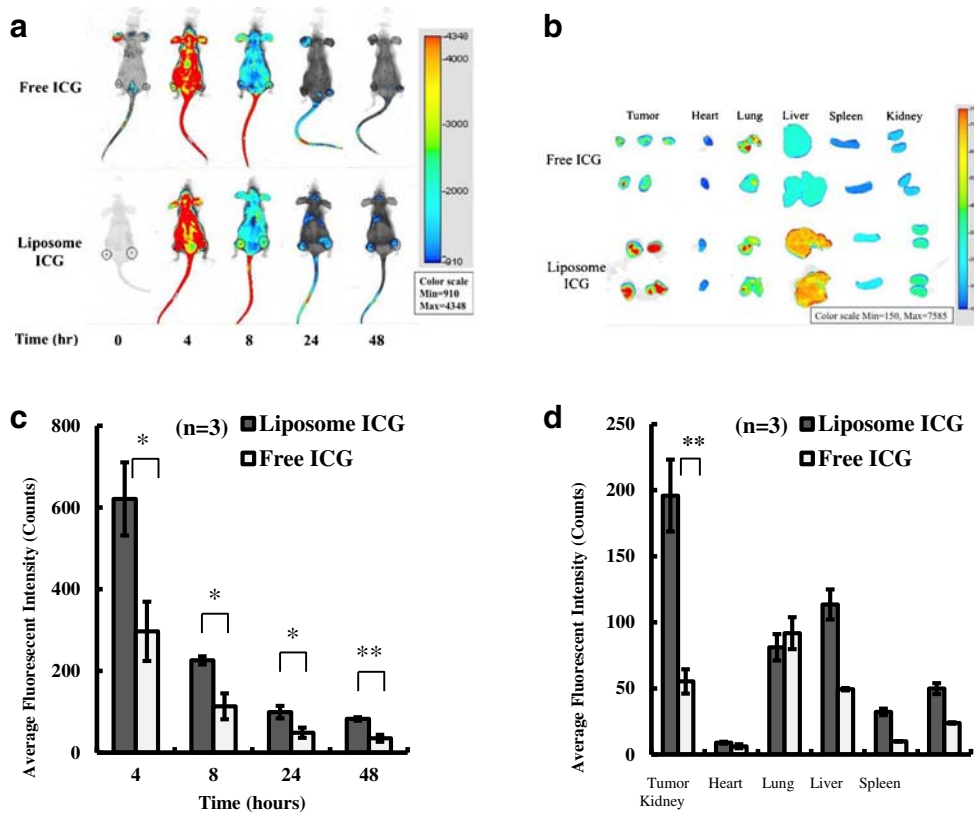 a
Free ICG
Liposome
ICG
4348
4000
3000
2000
910
Color scale
Min=910
Max=4348
Time (hr) 0 4 8 24 48
b
Tumor Heart Lung Liver Spleen Kidney
Free ICG
Liposome
ICG
Color scale Min=150, Max=7585
c
Average Fluoresecent Intensity (Counts)
800
600
400
200
0
(n=3)
Liposome ICG
Free ICG
*
*
*
**
4 8 24 48
Time (hours)
d
Average Fluorescent Intensity (Counts)
250
200
150
100
50
0
(n=3)
Liposome ICG
Free ICG
**
Tumor Heart Lung Liver Spleen
Kidney